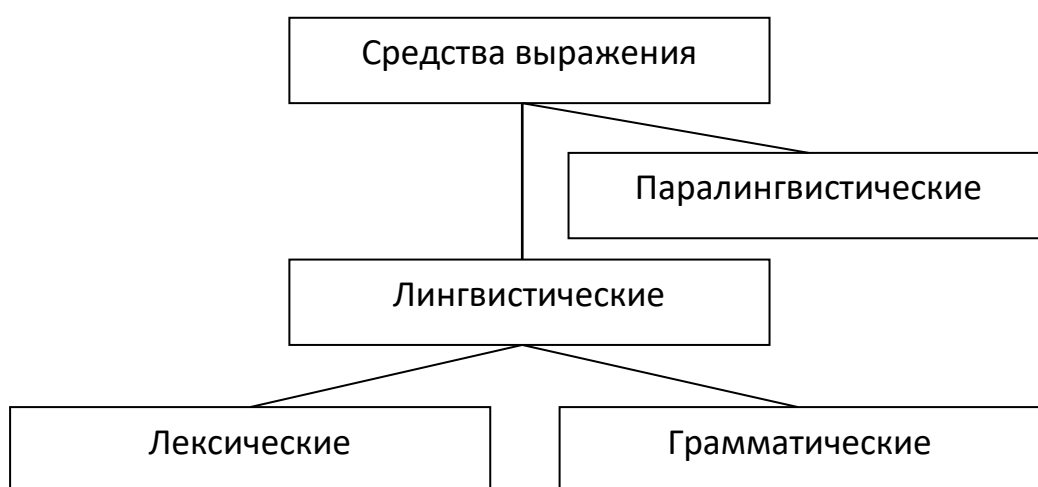 Средства выражения
Паралингвистические
Лингвистические
Лексические
Грамматические